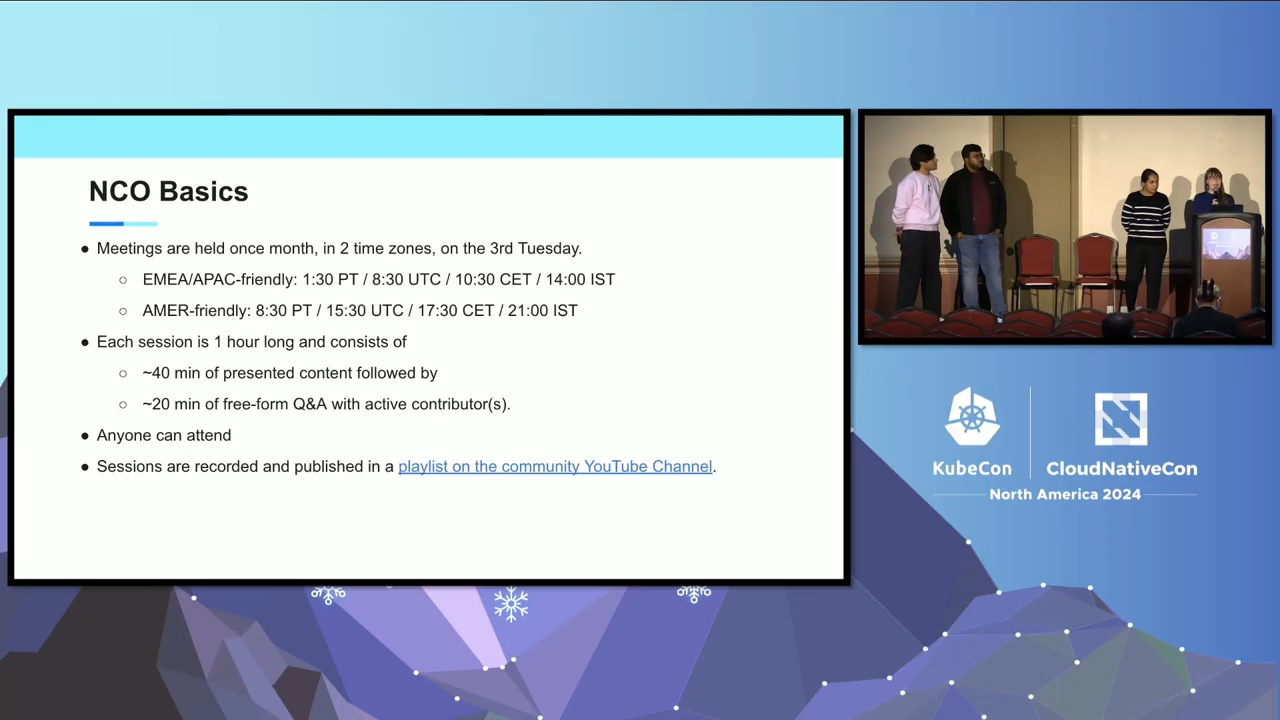 NCO Basics
● Meetings are held once month, in 2 time zones, on the 3rd Tuesday.
○ EMEA/APAC-friendly: 1:30 PT / 8:30 UTC / 10:30 CET / 14:00 IST
○ AMER-friendly: 8:30 PT / 15:30 UTC / 17:30 CET / 21:00 IST
● Each session is 1 hour long and consists of
○ ~40 min of presented content followed by
○ ~20 min of free-form Q&A with active contributor(s).
● Anyone can attend
● Sessions are recorded and published in a playlist on the community YouTube Channel.
KubeCon
CloudNativeCon
North America 2024